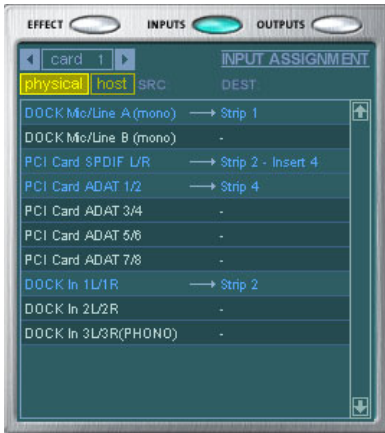 EFFECT INPUTS OUTPUTS
card 1 INPUT ASSIGNMENT
physical host SRC: DEST:
DOCK Mic/Line A (mono) → Strip 1
DOCK Mic/Line B (mono) -
PCI Card SPDIF L/R → Strip 2 - Insert 4
PCI Card ADAT 1/2 → Strip 4
PCI Card ADAT 3/4 -
PCI Card ADAT 5/6 -
PCI Card ADAT 7/8 -
DOCK In 1L/1R → Strip 2
DOCK In 2L/2R -
DOCK In 3L/3R(PHONO) -